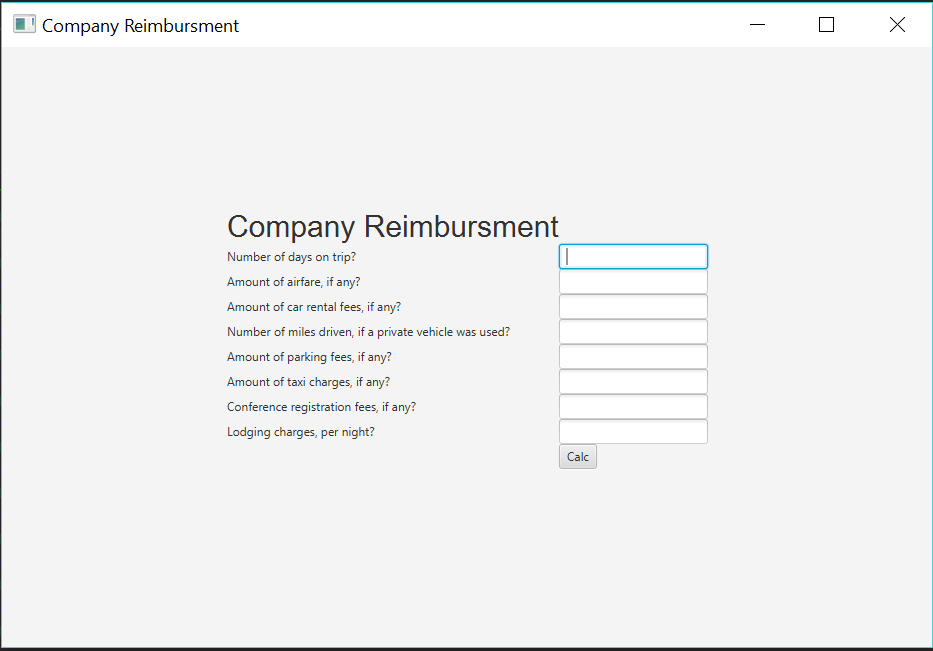 Company Reimbursment
Company Reimbursment
Number of days on trip?
Amount of airfare, if any?
Amount of car rental fees, if any?
Number of miles driven, if a private vehicle was used?
Amount of parking fees, if any?
Amount of taxi charges, if any?
Conference registration fees, if any?
Lodging charges, per night?
Calc